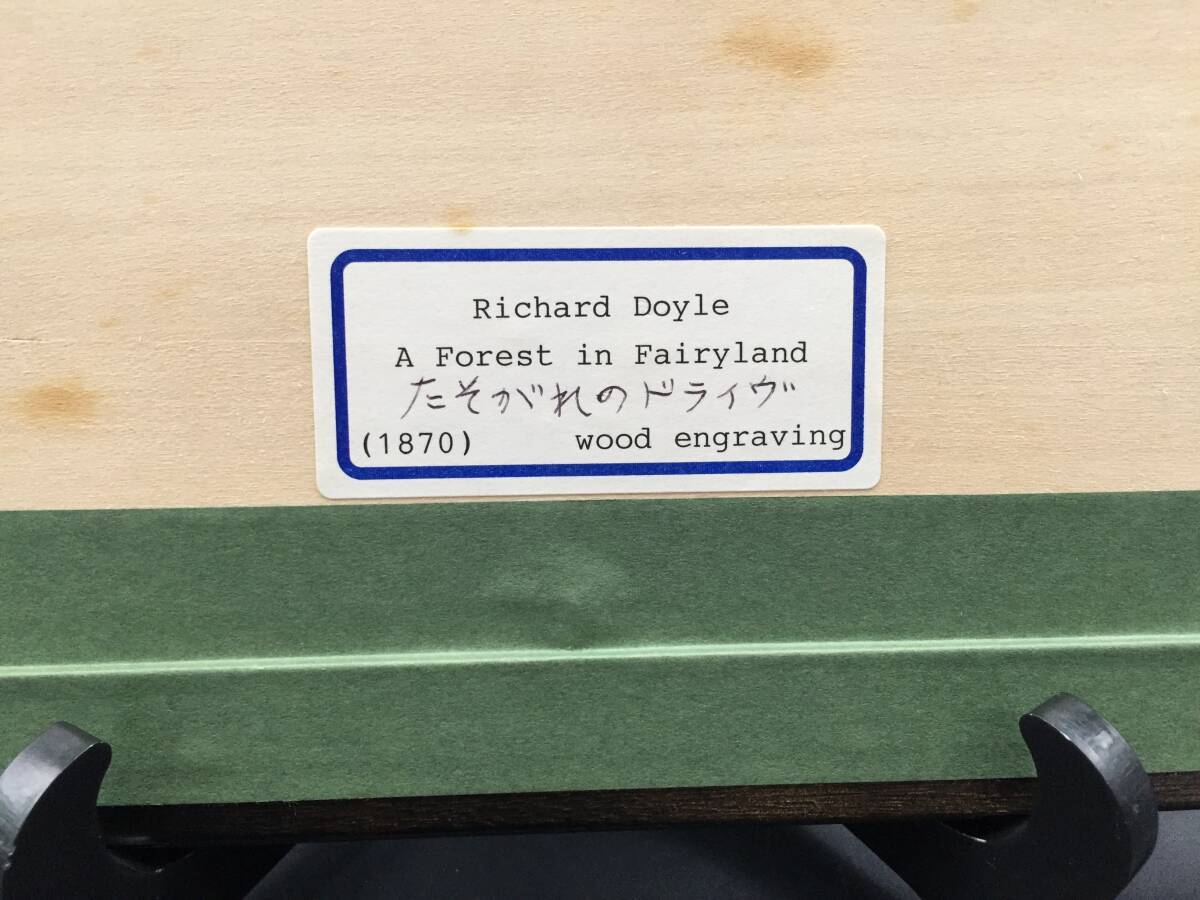 Richard Doyle
A Forest in Fairyland
たそがれのドライヴ
(1870) wood engraving